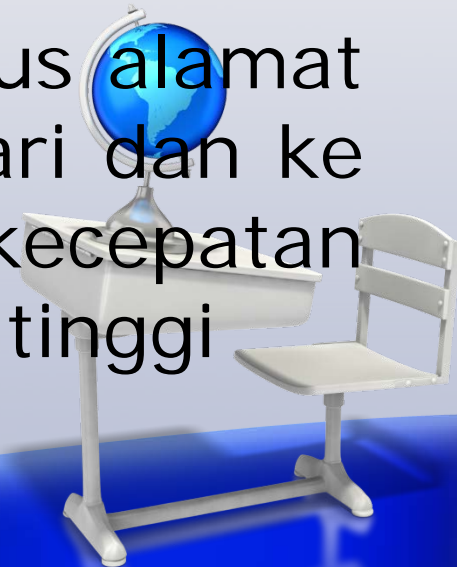 us alamat
ari dan ke
kecepatan
tinggi